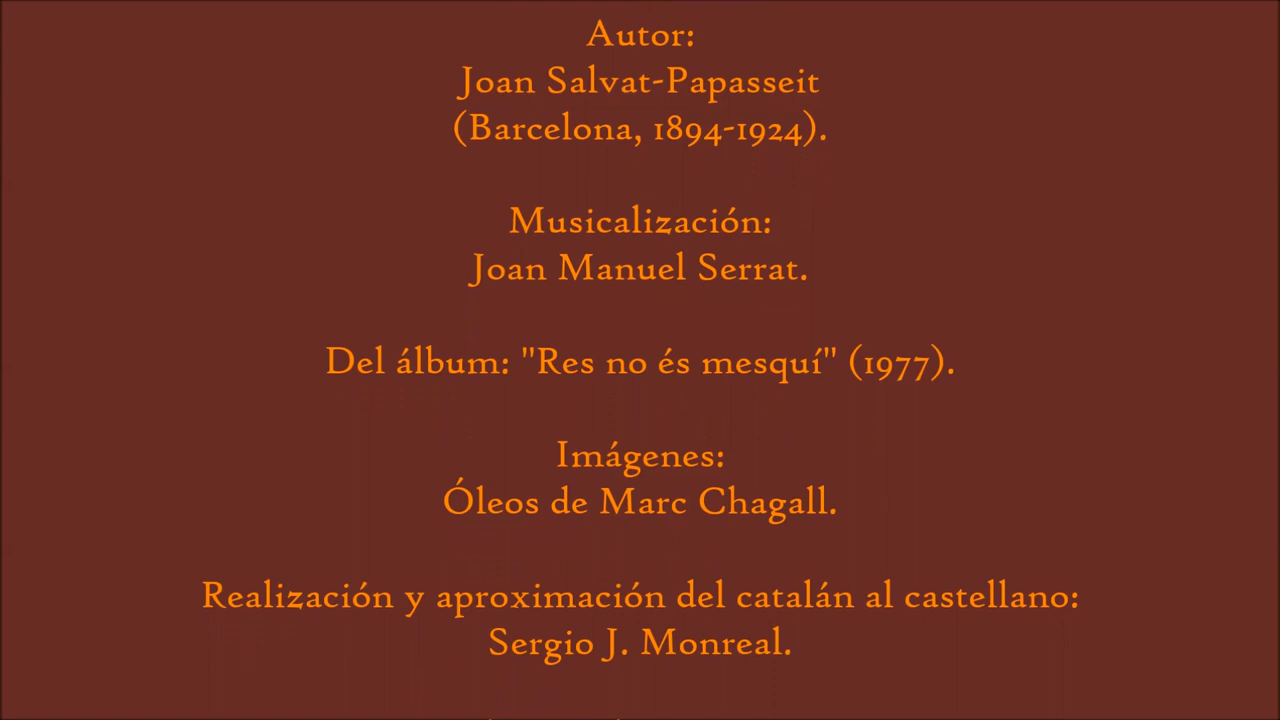 Autor:
Joan Salvat-Papasseit
(Barcelona, 1894-1924).
Musicalización:
Joan Manuel Serrat.
Del álbum: "Res no és mesquí" (1977).
Imágenes:
Óleos de Marc Chagall.
Realización y aproximación del catalán al castellano:
Sergio J. Monreal.